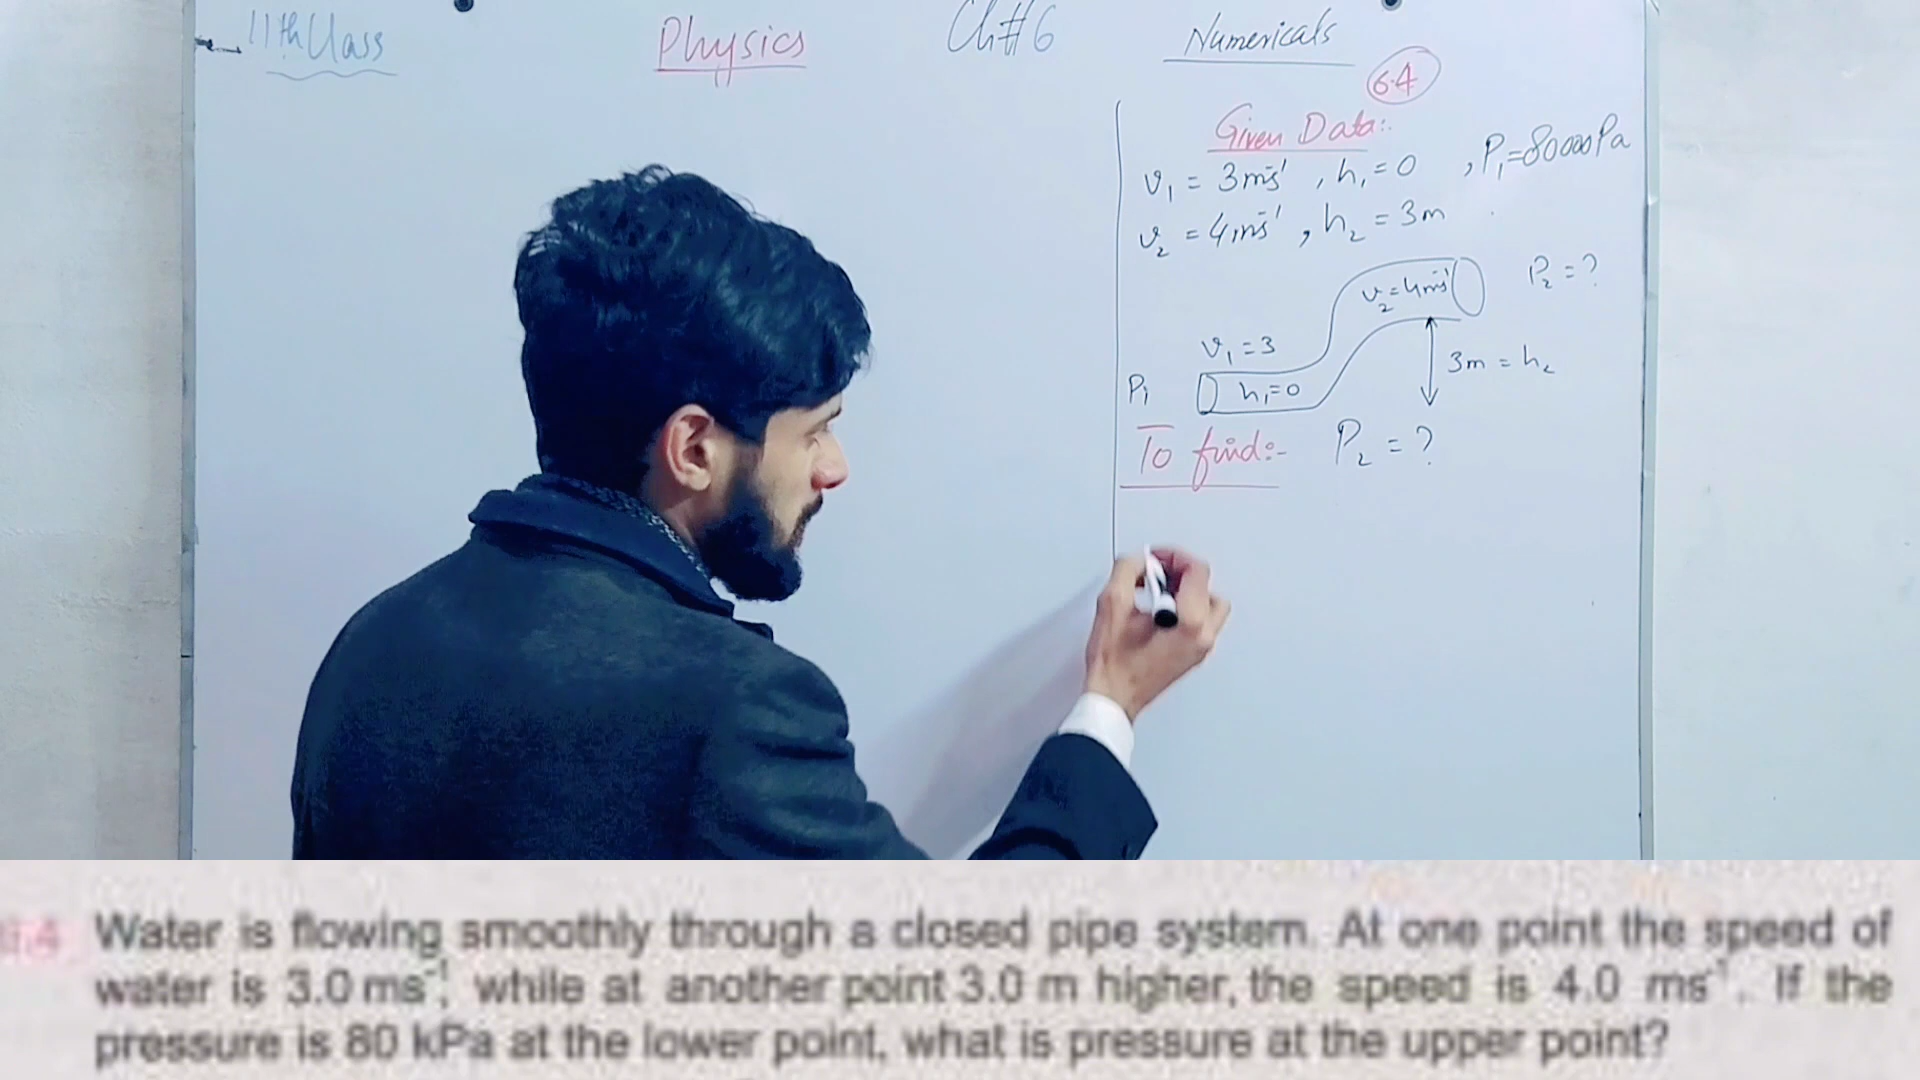 11th Class Physics Ch#6 Numericals
6.4
Given Data:
v₁ = 3ms⁻¹, h₁=0, P₁=80000Pa
v₂ = 4ms⁻¹, h₂ = 3m
v₂=4ms⁻¹ P₂ = ?
v₁=3
3m = h₂
P₁ h₁=0
To find:- P₂ = ?
6.4 Water is flowing smoothly through a closed pipe system. At one point the speed of
water is 3.0 ms⁻¹, while at another point 3.0 m higher, the speed is 4.0 ms⁻¹. If the
pressure is 80 kPa at the lower point, what is pressure at the upper point?